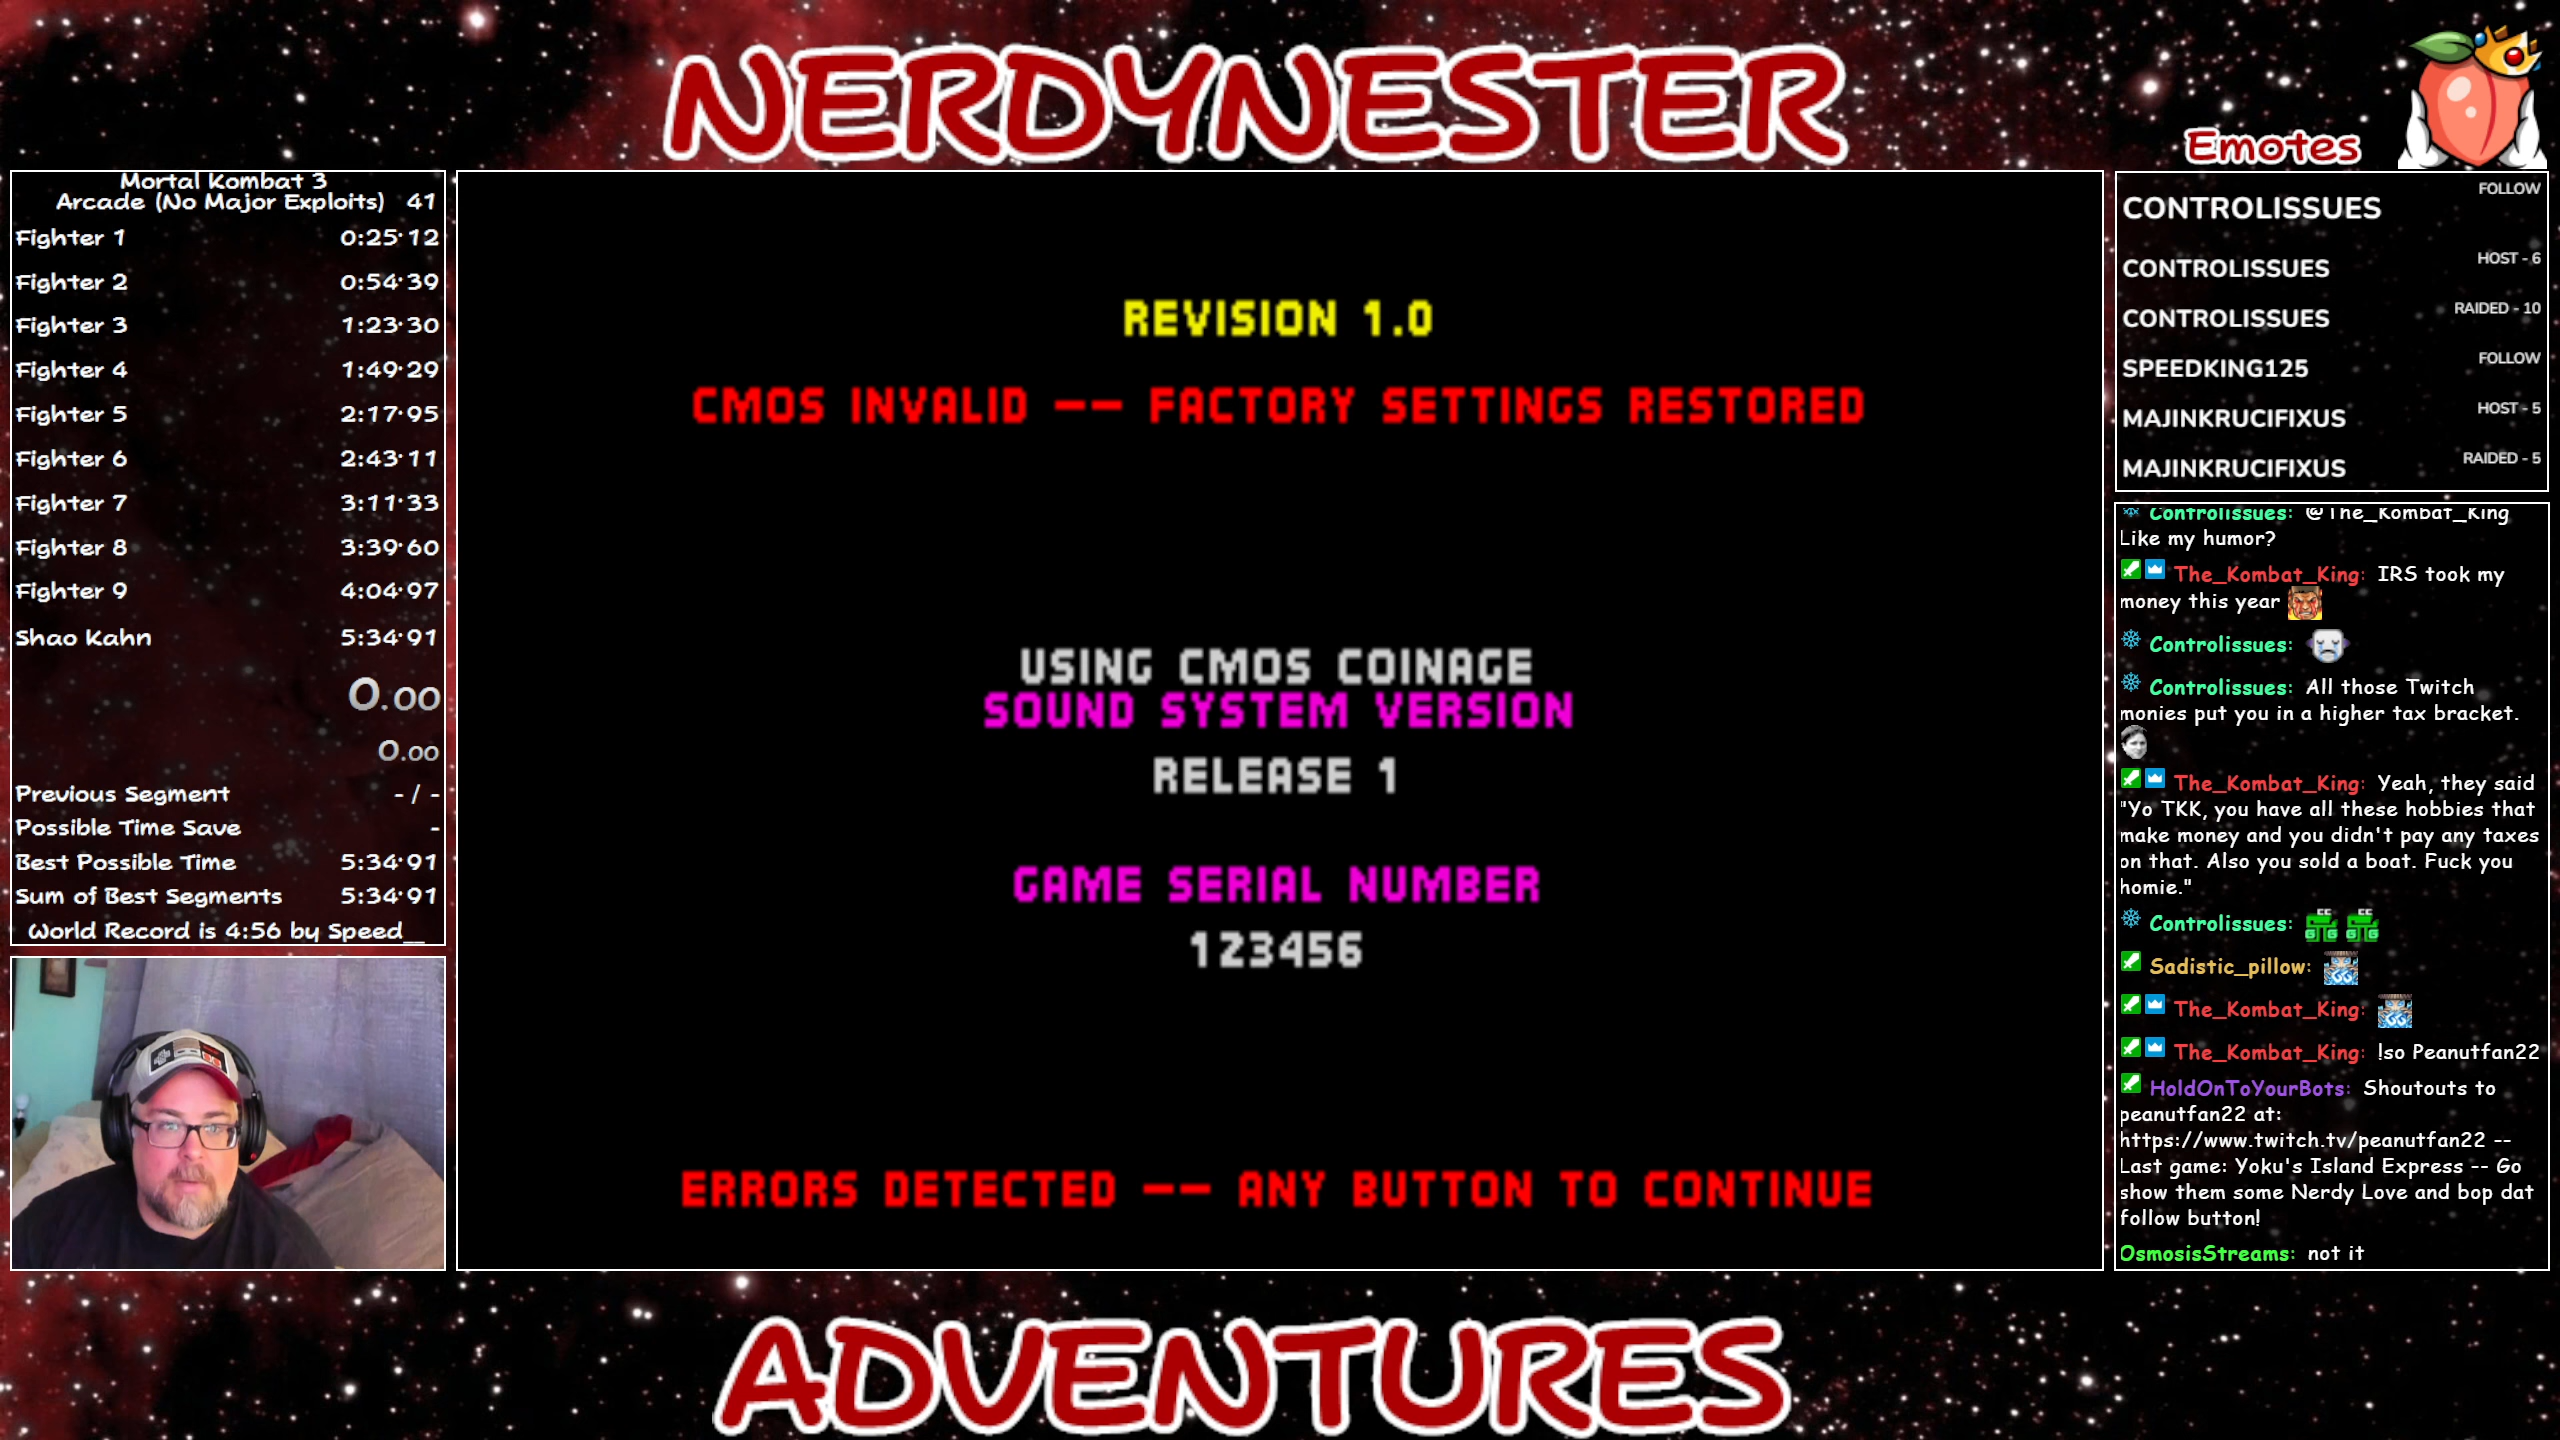 NERDYNESTER
Emotes
Mortal Kombat 3
Arcade (No Major Exploits) 41
Fighter 1 0:25.12
Fighter 2 0:54.39
Fighter 3 1:23.30
Fighter 4 1:49.29
Fighter 5 2:17.95
Fighter 6 2:43.11
Fighter 7 3:11.33
Fighter 8 3:39.60
Fighter 9 4:04.97
Shao Kahn 5:34.91
0.00
0.00
Previous Segment - / -
Possible Time Save -
Best Possible Time 5:34.91
Sum of Best Segments 5:34.91
World Record is 4:56 by Speed__
REVISION 1.0
CMOS INVALID -- FACTORY SETTINGS RESTORED
USING CMOS COINAGE
SOUND SYSTEM VERSION
RELEASE 1
GAME SERIAL NUMBER
123456
ERRORS DETECTED -- ANY BUTTON TO CONTINUE
CONTROLISSUES FOLLOW
CONTROLISSUES HOST - 6
CONTROLISSUES RAIDED - 10
SPEEDKING125 FOLLOW
MAJINKRUCIFIXUS HOST - 5
MAJINKRUCIFIXUS RAIDED - 5
Controlissues: @The_Kombat_King
Like my humor?
The_Kombat_King: IRS took my
money this year
Controlissues:
Controlissues: All those Twitch
monies put you in a higher tax bracket.
The_Kombat_King: Yeah, they said
"Yo TKK, you have all these hobbies that
make money and you didn't pay any taxes
on that. Also you sold a boat. Fuck you
homie."
Controlissues:
Sadistic_pillow:
The_Kombat_King:
The_Kombat_King: !so Peanutfan22
HoldOnToYourBots: Shoutouts to
peanutfan22 at:
https://www.twitch.tv/peanutfan22 --
Last game: Yoku's Island Express -- Go
show them some Nerdy Love and bop dat
follow button!
OsmosisStreams: not it
ADVENTURES